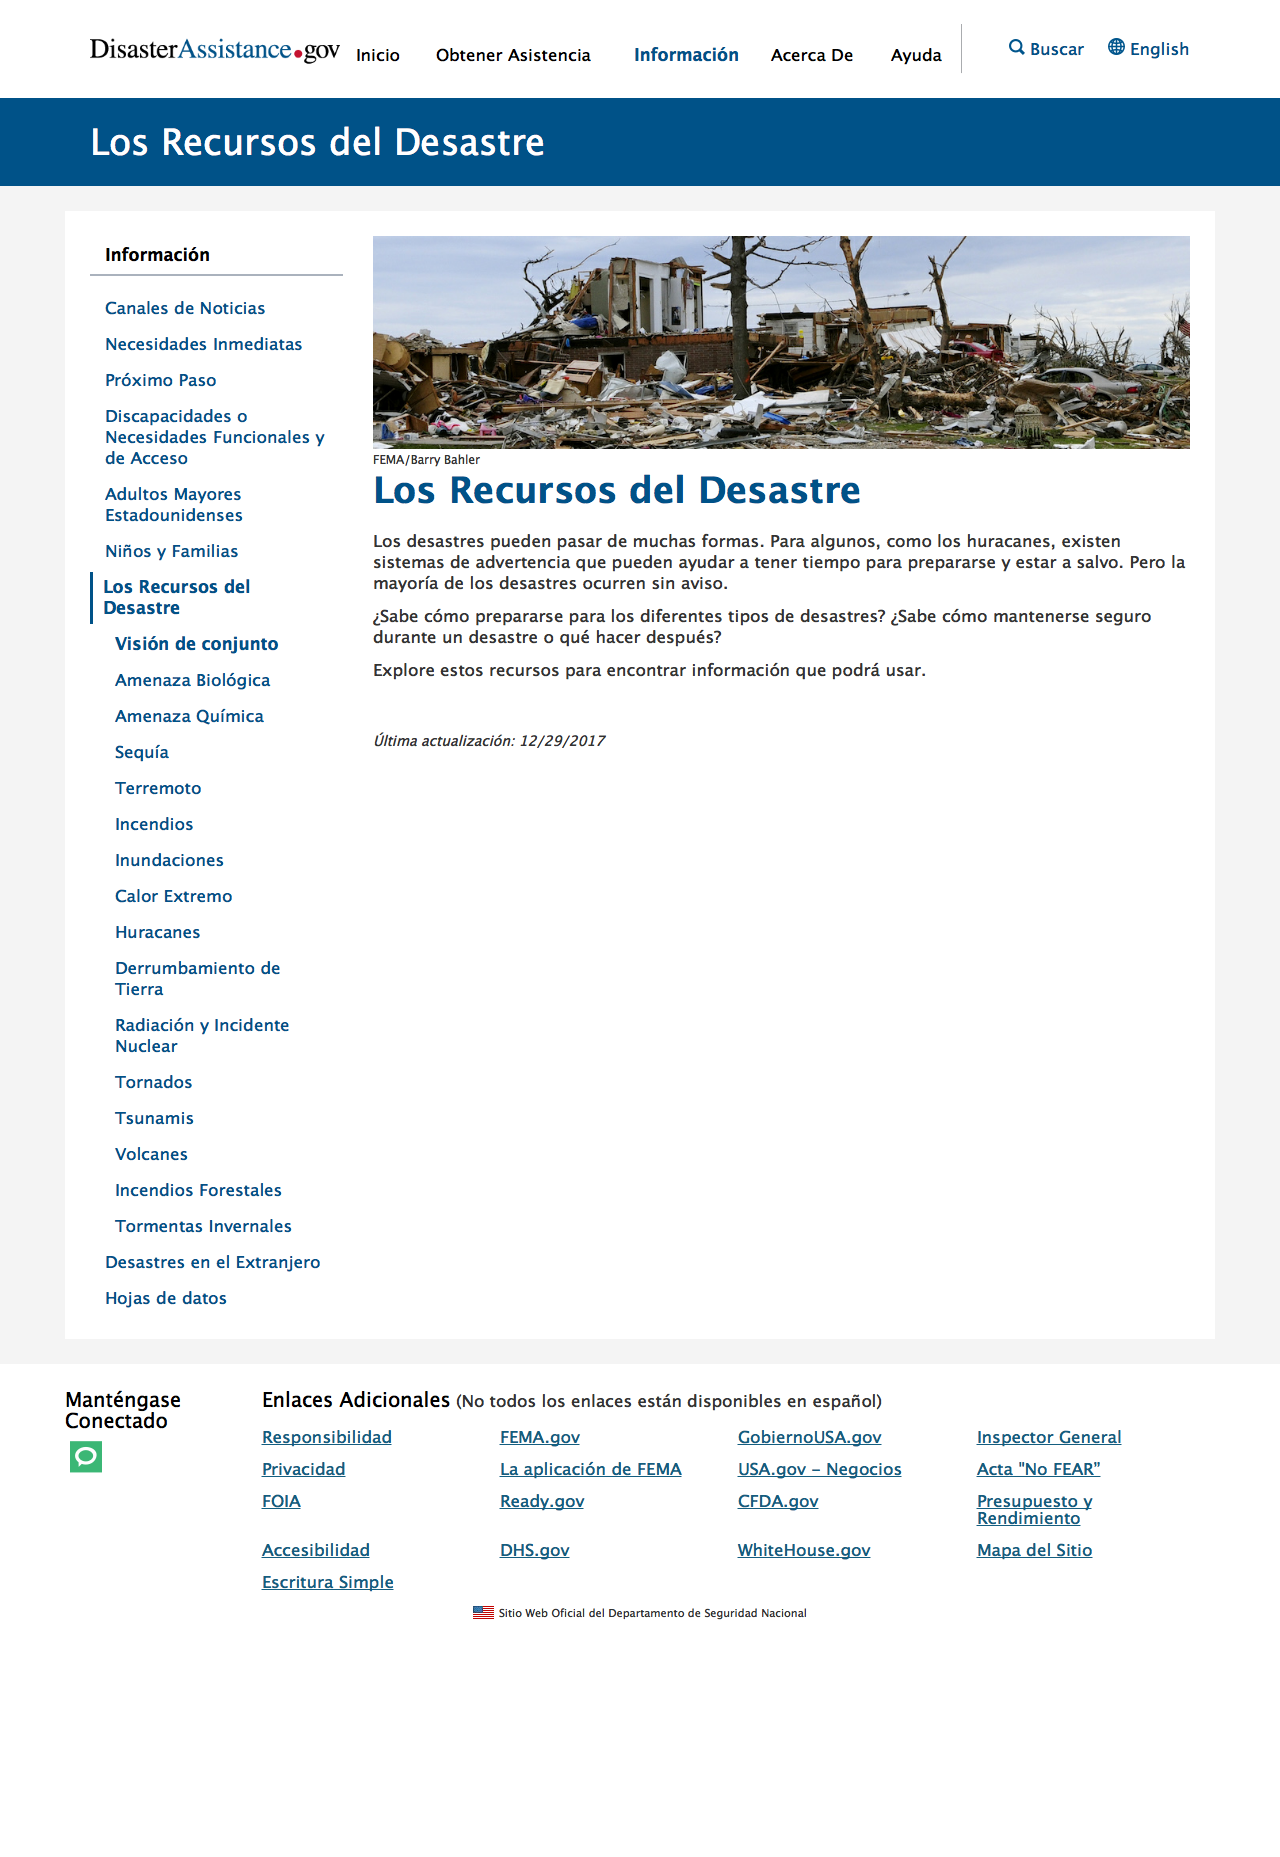 DisasterAssistance.gov
Inicio
Obtener Asistencia
Información
Acerca De
Ayuda
Buscar
English
Los Recursos del Desastre
Información
Canales de Noticias
Necesidades Inmediatas
Próximo Paso
Discapacidades o
Necesidades Funcionales y
de Acceso
Adultos Mayores
Estadounidenses
Niños y Familias
Los Recursos del
Desastre
Visión de conjunto
Amenaza Biológica
Amenaza Química
Sequía
Terremoto
Incendios
Inundaciones
Calor Extremo
Huracanes
Derrumbamiento de
Tierra
Radiación y Incidente
Nuclear
Tornados
Tsunamis
Volcanes
Incendios Forestales
Tormentas Invernales
Desastres en el Extranjero
Hojas de datos
FEMA/Barry Bahler
Los Recursos del Desastre
Los desastres pueden pasar de muchas formas. Para algunos, como los huracanes, existen
sistemas de advertencia que pueden ayudar a tener tiempo para prepararse y estar a salvo. Pero la
mayoría de los desastres ocurren sin aviso.
¿Sabe cómo prepararse para los diferentes tipos de desastres? ¿Sabe cómo mantenerse seguro
durante un desastre o qué hacer después?
Explore estos recursos para encontrar información que podrá usar.
Última actualización: 12/29/2017
Manténgase
Conectado
Enlaces Adicionales (No todos los enlaces están disponibles en español)
Responsibilidad
FEMA.gov
GobiernoUSA.gov
Inspector General
Privacidad
La aplicación de FEMA
USA.gov – Negocios
Acta "No FEAR”
FOIA
Ready.gov
CFDA.gov
Presupuesto y
Rendimiento
Accesibilidad
DHS.gov
WhiteHouse.gov
Mapa del Sitio
Escritura Simple
Sitio Web Oficial del Departamento de Seguridad Nacional